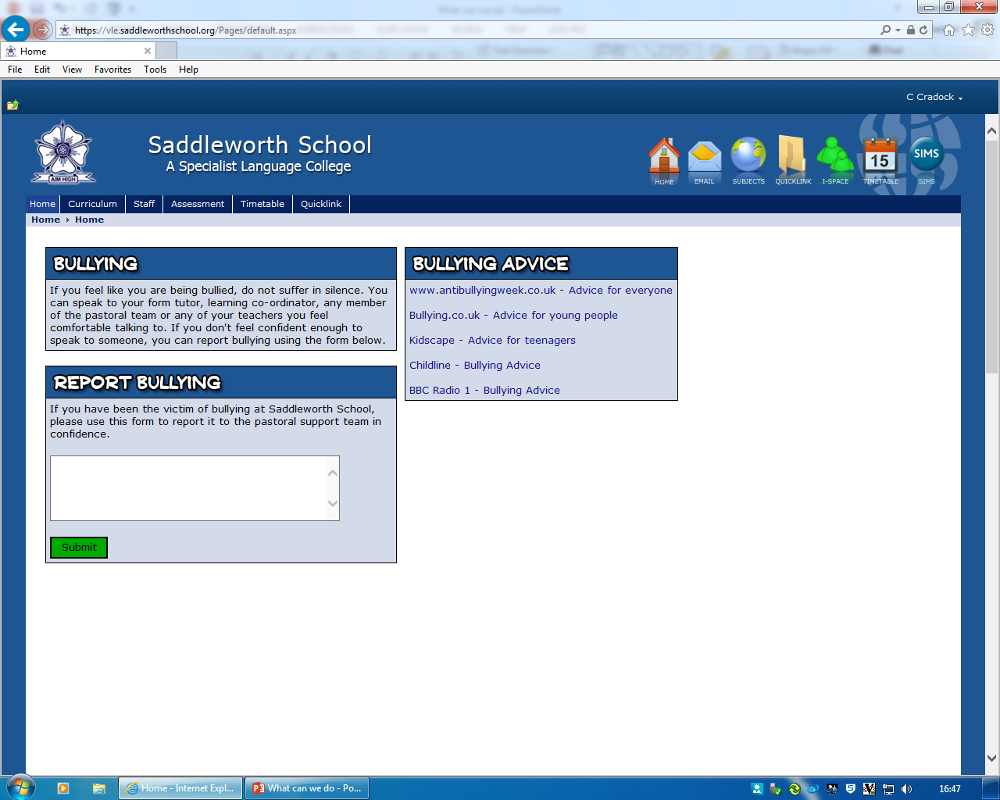 What can we do - PowerPoint
https://vle.saddleworthschool.org/Pages/default.aspx
Home
File Edit View Favorites Tools Help
C Cradock
AIM HIGH
Saddleworth School
A Specialist Language College
HOME EMAIL SUBJECTS QUICKLINK I-SPACE 15 TIMETABLE SIMS SIMS
Home Curriculum Staff Assessment Timetable Quicklink
Home Home
BULLYING
If you feel like you are being bullied, do not suffer in silence. You
can speak to your form tutor, learning co-ordinator, any member
of the pastoral team or any of your teachers you feel
comfortable talking to. If you don't feel confident enough to
speak to someone, you can report bullying using the form below.
REPORT BULLYING
If you have been the victim of bullying at Saddleworth School,
please use this form to report it to the pastoral support team in
confidence.
Submit
BULLYING ADVICE
www.antibullyingweek.co.uk - Advice for everyone
Bullying.co.uk - Advice for young people
Kidscape - Advice for teenagers
Childline - Bullying Advice
BBC Radio 1 - Bullying Advice
Home - Internet Expl...
What can we do - Po...
16:47